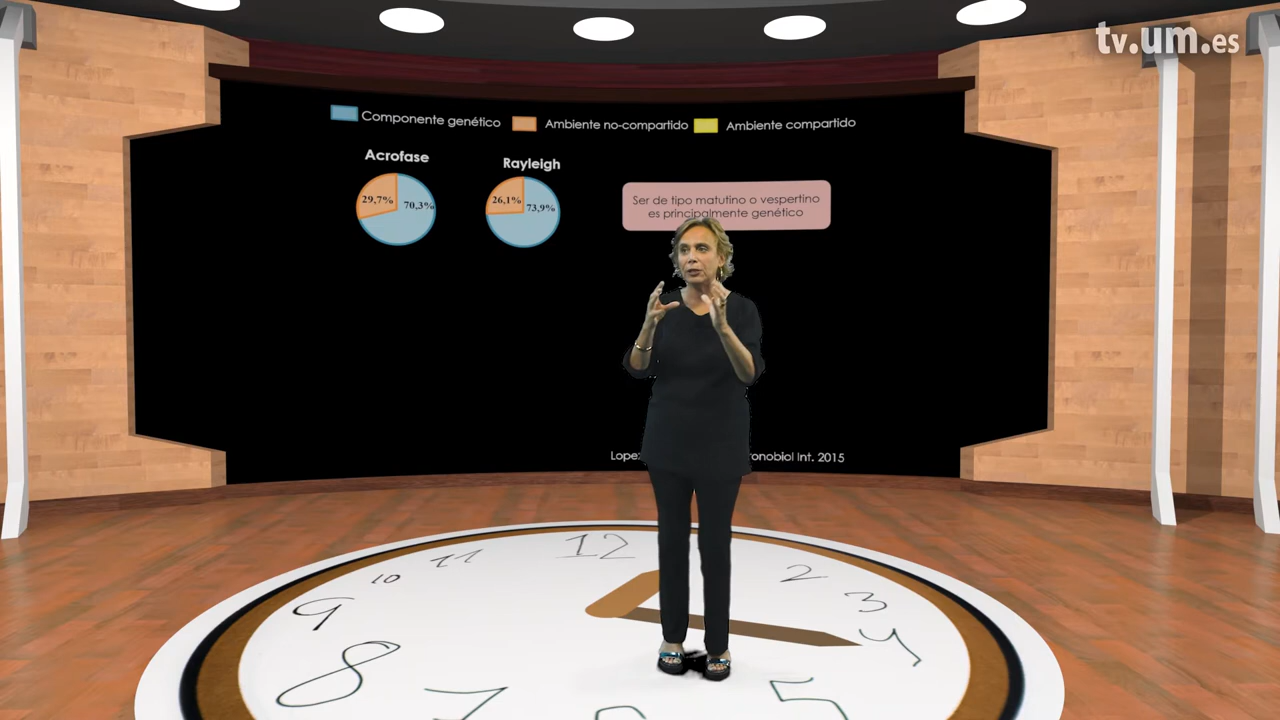 tv.um.es
Componente genético Ambiente no-compartido Ambiente compartido
Acrofase Rayleigh
29,7% 70,3% 26,1% 73,9%
Ser de tipo matutino o vespertino
es principalmente genético
Int. 2015
12
11
10
2
9
3
4
8
7
5